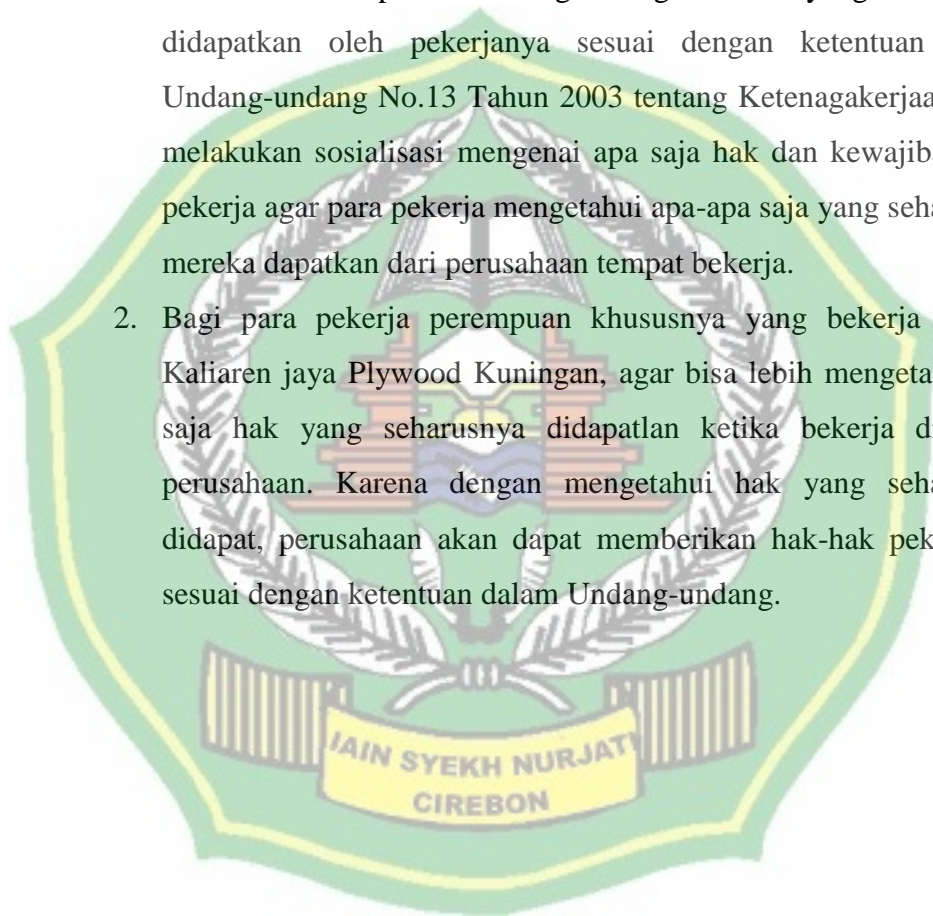 didapatkan oleh pekerjanya sesuai dengan ketentuan
Undang-undang No.13 Tahun 2003 tentang Ketenagakerjaa
melakukan sosialisasi mengenai apa saja hak dan kewajib
pekerja agar para pekerja mengetahui apa-apa saja yang seh
mereka dapatkan dari perusahaan tempat bekerja.
2. Bagi para pekerja perempuan khususnya yang bekerja
Kaliaren jaya Plywood Kuningan, agar bisa lebih mengeta
saja hak yang seharusnya didapatlan ketika bekerja d
perusahaan. Karena dengan mengetahui hak yang seha
didapat, perusahaan akan dapat memberikan hak-hak pek
sesuai dengan ketentuan dalam Undang-undang.
IAIN SYEKH NURJATI
CIREBON